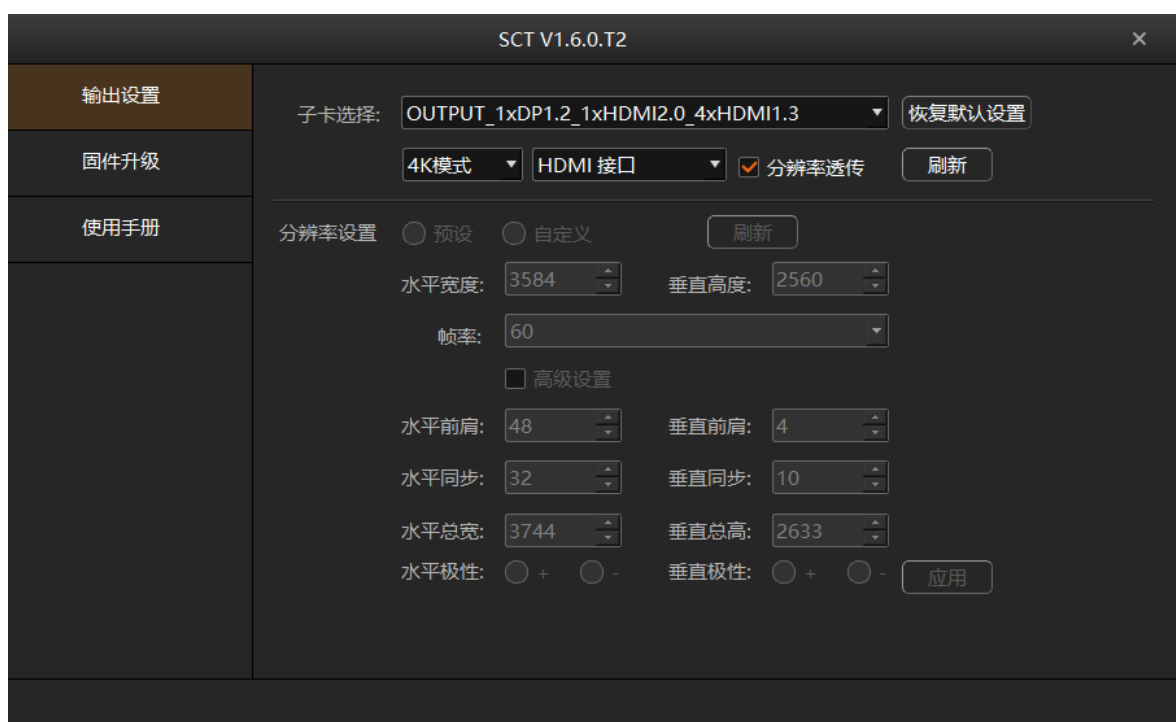 SCT V1.6.0.T2
输出设置
固件升级
使用手册
子卡选择: OUTPUT_1xDP1.2_1xHDMI2.0_4xHDMI1.3 恢复默认设置
4K模式 HDMI 接口 分辨率透传 刷新
分辨率设置 预设 自定义 刷新
水平宽度: 3584 垂直高度: 2560
帧率: 60
高级设置
水平前肩: 48 垂直前肩: 4
水平同步: 32 垂直同步: 10
水平总宽: 3744 垂直总高: 2633
水平极性: + - 垂直极性: + - 应用